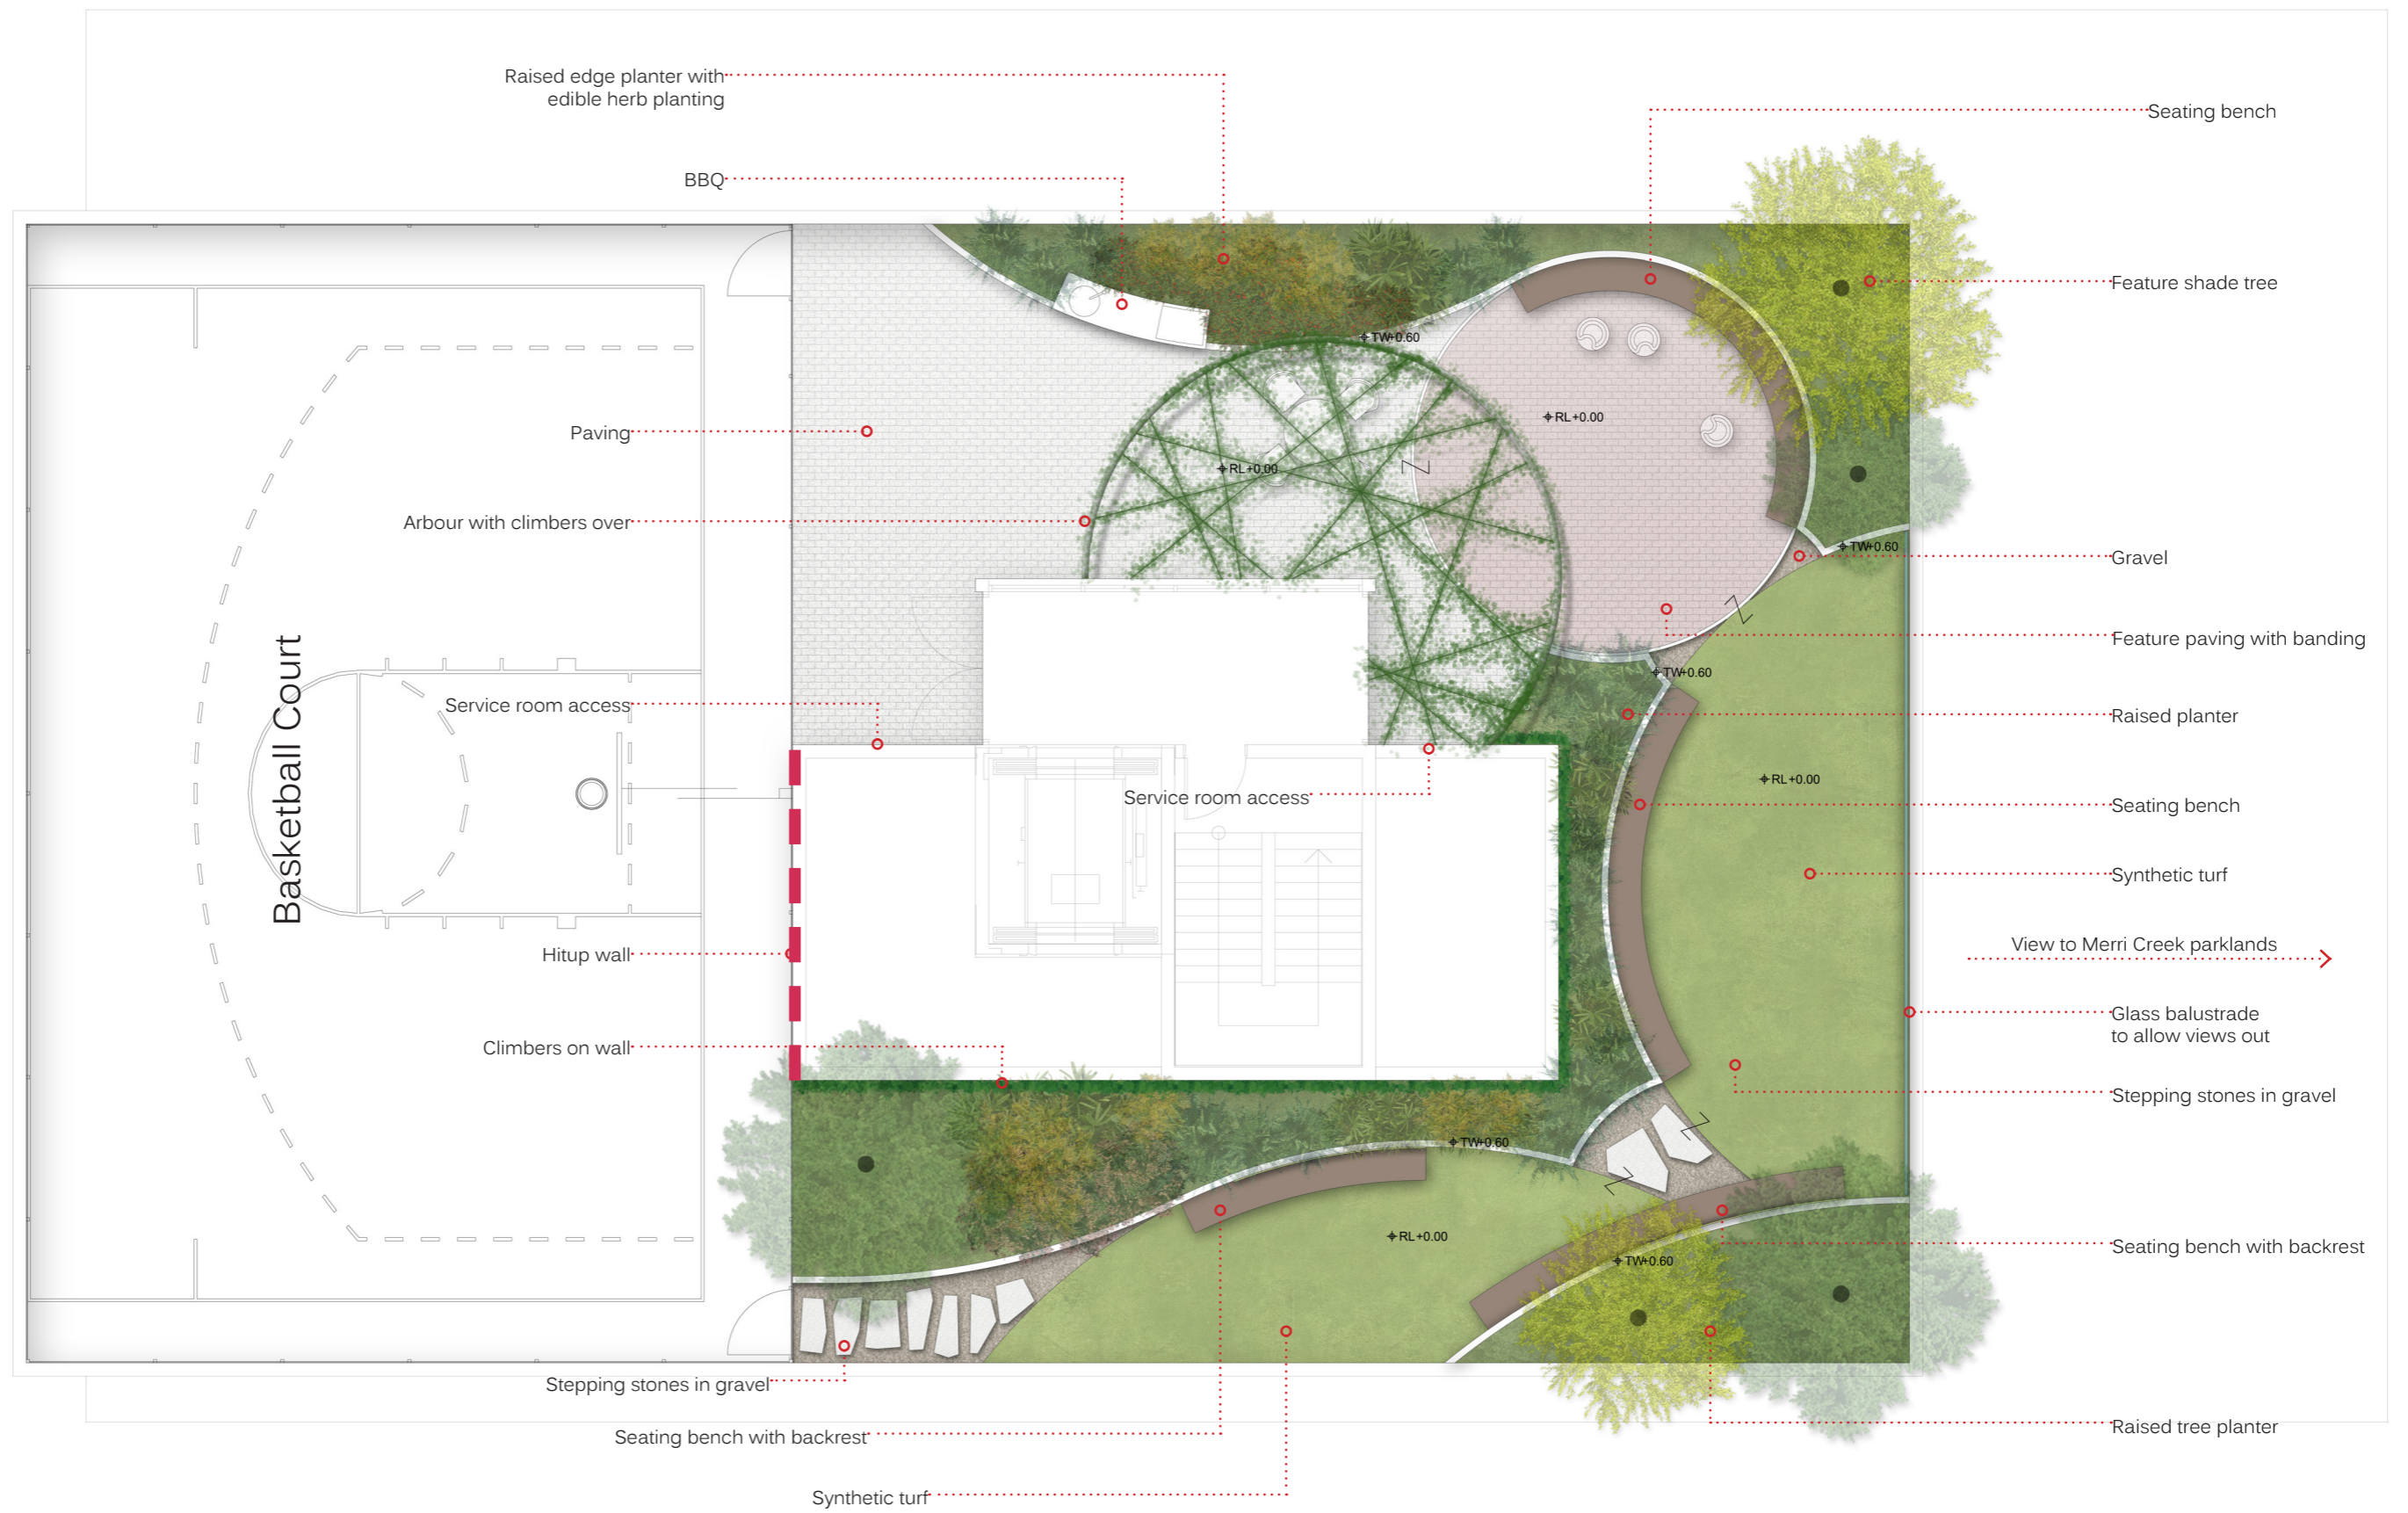 Raised edge planter with
edible herb planting
Seating bench
BBQ
Feature shade tree
TW+0.60
RL+0.00
Paving
RL+0.00
Arbour with climbers over
TW+0.60
Gravel
Feature paving with banding
TW+0.60
Service room access
Raised planter
RL+0.00
Basketball Court
Service room access
Seating bench
Synthetic turf
View to Merri Creek parklands
Hitup wall
Glass balustrade
to allow views out
Climbers on wall
Stepping stones in gravel
TW+0.60
RL+0.00
Seating bench with backrest
TW+0.60
Stepping stones in gravel
Raised tree planter
Seating bench with backrest
Synthetic turf